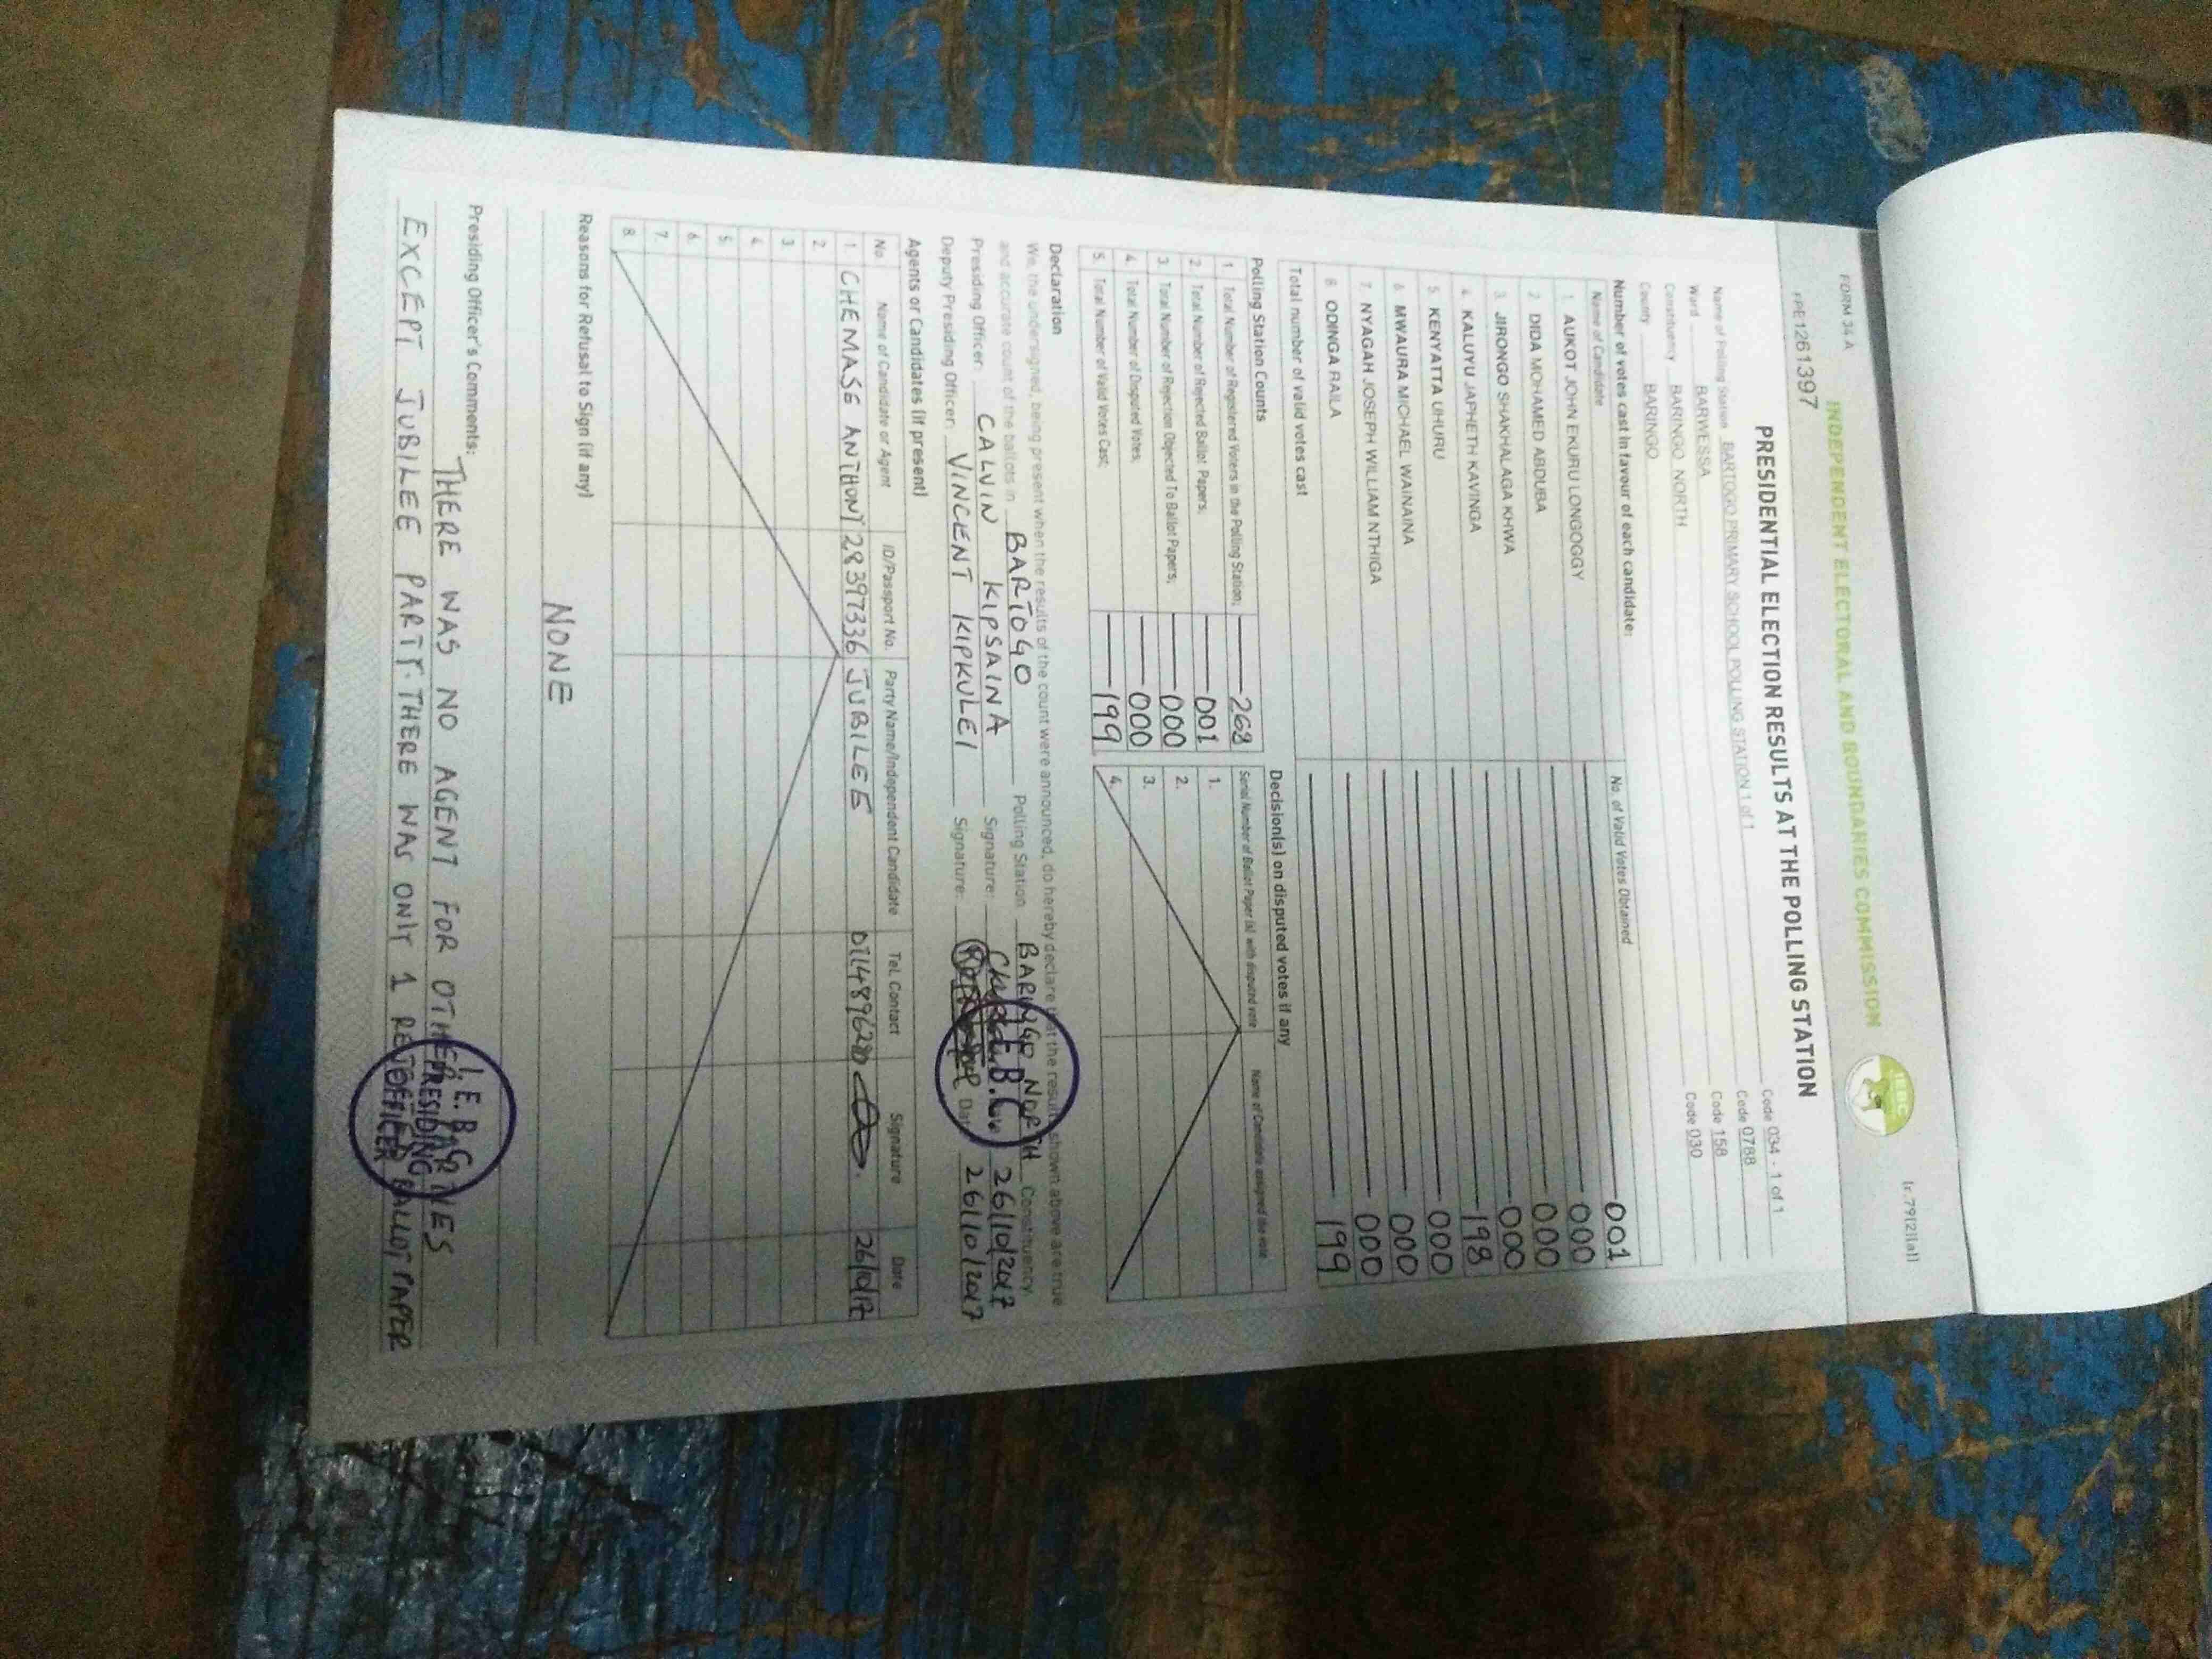 FORM 34 A
(r.79(2)(a))
INDEPENDENT ELECTORAL AND BOUNDARIES COMMISSION
IEBC
PPE 1261397
PRESIDENTIAL ELECTION RESULTS AT THE POLLING STATION
Name of Polling Station BARTOGO PRIMARY SCHOOL POLLING STATION 1 of 1 Code 034 - 1 of 1
Ward BARWESSA Code 0788
Constituency BARINGO NORTH Code 158
County BARINGO Code 030
Number of votes cast in favour of each candidate:
Name of Candidate No. of Valid Votes Obtained
1. AUKOT JOHN EKURU LONGOGGY 001
2. DIDA MOHAMED ABDUBA 000
3. JIRONGO SHAKHALAGA KHWA 000
4. KALUYU JAPHETH KAVINGA 000
5. KENYATTA UHURU 198
6. MWAURA MICHAEL WAINAINA 000
7. NYAGAH JOSEPH WILLIAM NTHIGA 000
8. ODINGA RAILA 000
Total number of valid votes cast 199
Polling Station Counts
1. Total Number of Registered Voters in the Polling Station; 268
2. Total Number of Rejected Ballot Papers; 001
3. Total Number of Rejection Objected To Ballot Papers; 000
4. Total Number of Disputed Votes; 000
5. Total Number of Valid Votes Cast; 199
Decision(s) on disputed votes if any
Serial Number of Ballot Paper (s) with disputed vote Name of Candidate assigned the vote
1.
2.
3.
4.
Declaration
We, the undersigned, being present when the results of the count were announced, do hereby declare that the results shown above are true
and accurate count of the ballots in BARTOGO Polling Station BARINGO NORTH Constituency
Presiding Officer: CALVIN KIPSAINA Signature: 26/10/2017
Deputy Presiding Officer: VINCENT KIPKULEI Signature: Date 26/10/2017
Agents or Candidates (if present)
No. Name of Candidate or Agent ID/Passport No. Party Name/Independent Candidate Tel. Contact Signature Date
1. CHEMASE ANTHONY 28397336 JUBILEE 26/10/17
2.
3.
4.
5.
6.
7.
8.
Reasons for Refusal to Sign (if any)
NONE
Presiding Officer's Comments:
THERE WAS NO AGENT FOR OTHER PARTIES
EXCEPT JUBILEE PARTY. THERE WAS ONLY 1 REJECTED BALLOT PAPER
I.E.B.C
PRESIDING
OFFICER